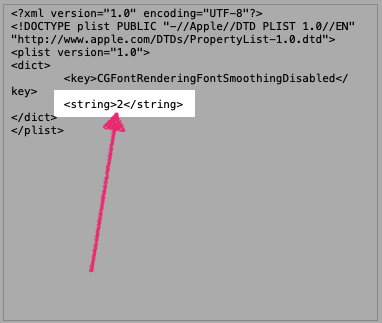 <?xml version="1.0" encoding="UTF-8"?>
<!DOCTYPE plist PUBLIC "-//Apple//DTD PLIST 1.0//EN"
"http://www.apple.com/DTDs/PropertyList-1.0.dtd">
<plist version="1.0">
<dict>
	<key>CGFontRenderingFontSmoothingDisabled</
key>
	<string>2</string>
</dict>
</plist>